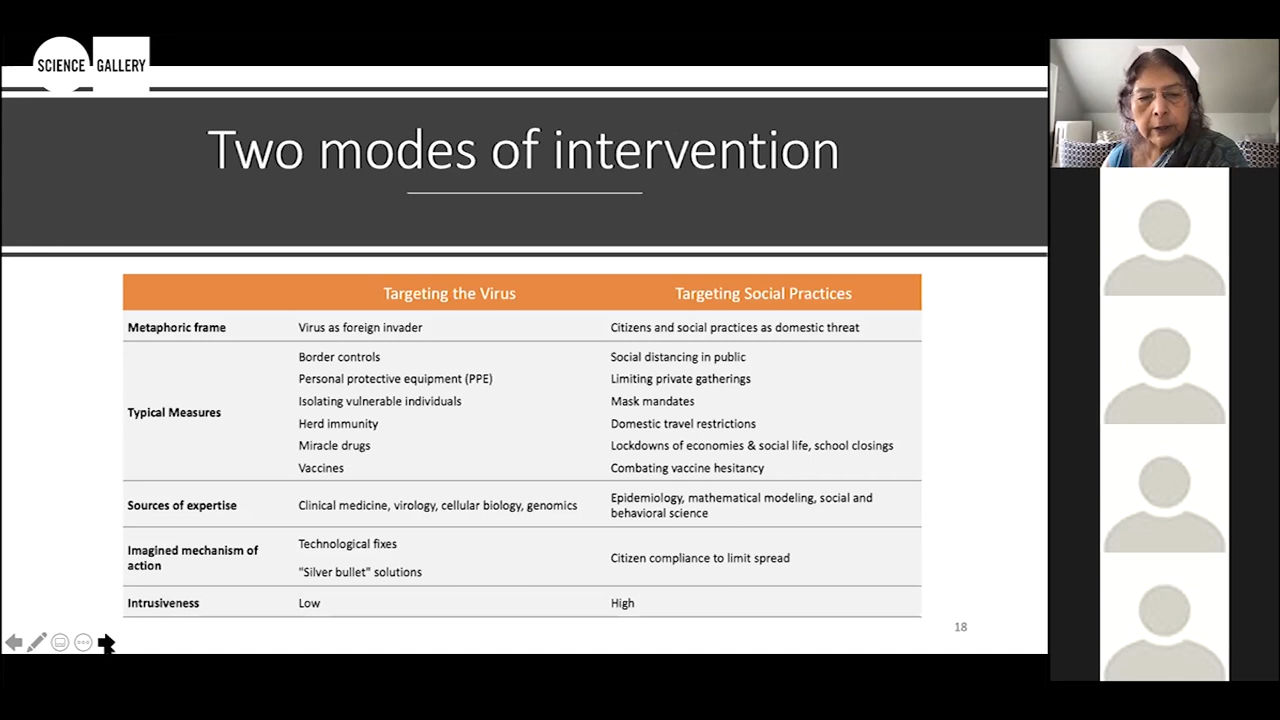 SCIENCE GALLERY
Two modes of intervention
Targeting the Virus Targeting Social Practices
Metaphoric frame Virus as foreign invader Citizens and social practices as domestic threat
Typical Measures
Border controls
Personal protective equipment (PPE)
Isolating vulnerable individuals
Herd immunity
Miracle drugs
Vaccines
Social distancing in public
Limiting private gatherings
Mask mandates
Domestic travel restrictions
Lockdowns of economies & social life, school closings
Combating vaccine hesitancy
Sources of expertise
Clinical medicine, virology, cellular biology, genomics
Epidemiology, mathematical modeling, social and
behavioral science
Imagined mechanism of
action
Technological fixes
"Silver bullet" solutions
Citizen compliance to limit spread
Intrusiveness Low High
18